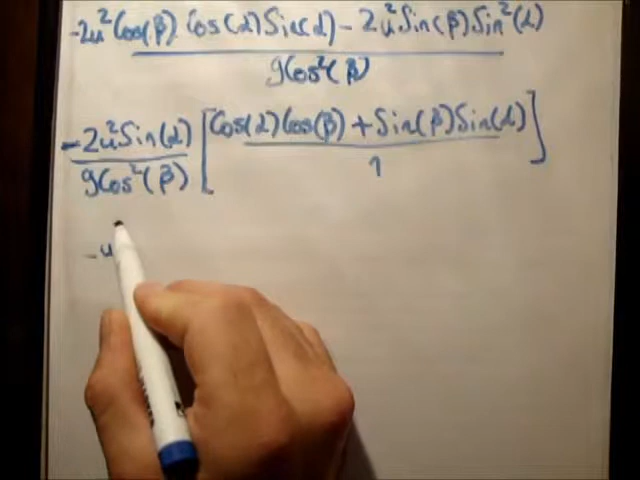 -2u²Cos(β)Cos(α)Sin(α) - 2u²Sin(β)Sin²(α)
gCos²(β)
-2u²Sin(α) [Cos(α)Cos(β) + Sin(β)Sin(α)]
gCos²(β) 1
-u